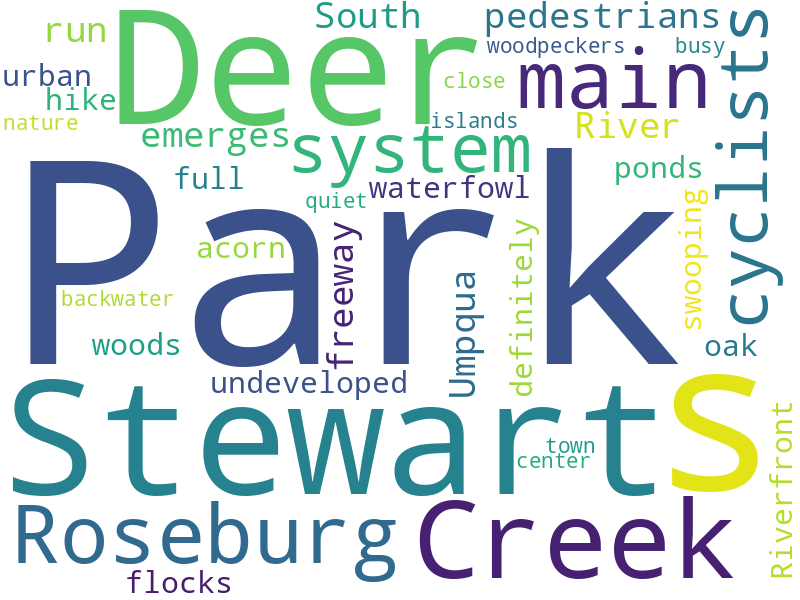 South
pedestrians
run
Deer
woodpeckers
busy
cyclists
urban
close
main
hike
nature
emerges
islands
River
system
full
ponds
quiet
waterfowl
Park
acorn
freeway
definitely
swooping
Umpqua
backwater
woods
oak
undeveloped
Stewart
S
town
center
Riverfront
Roseburg
Creek
flocks